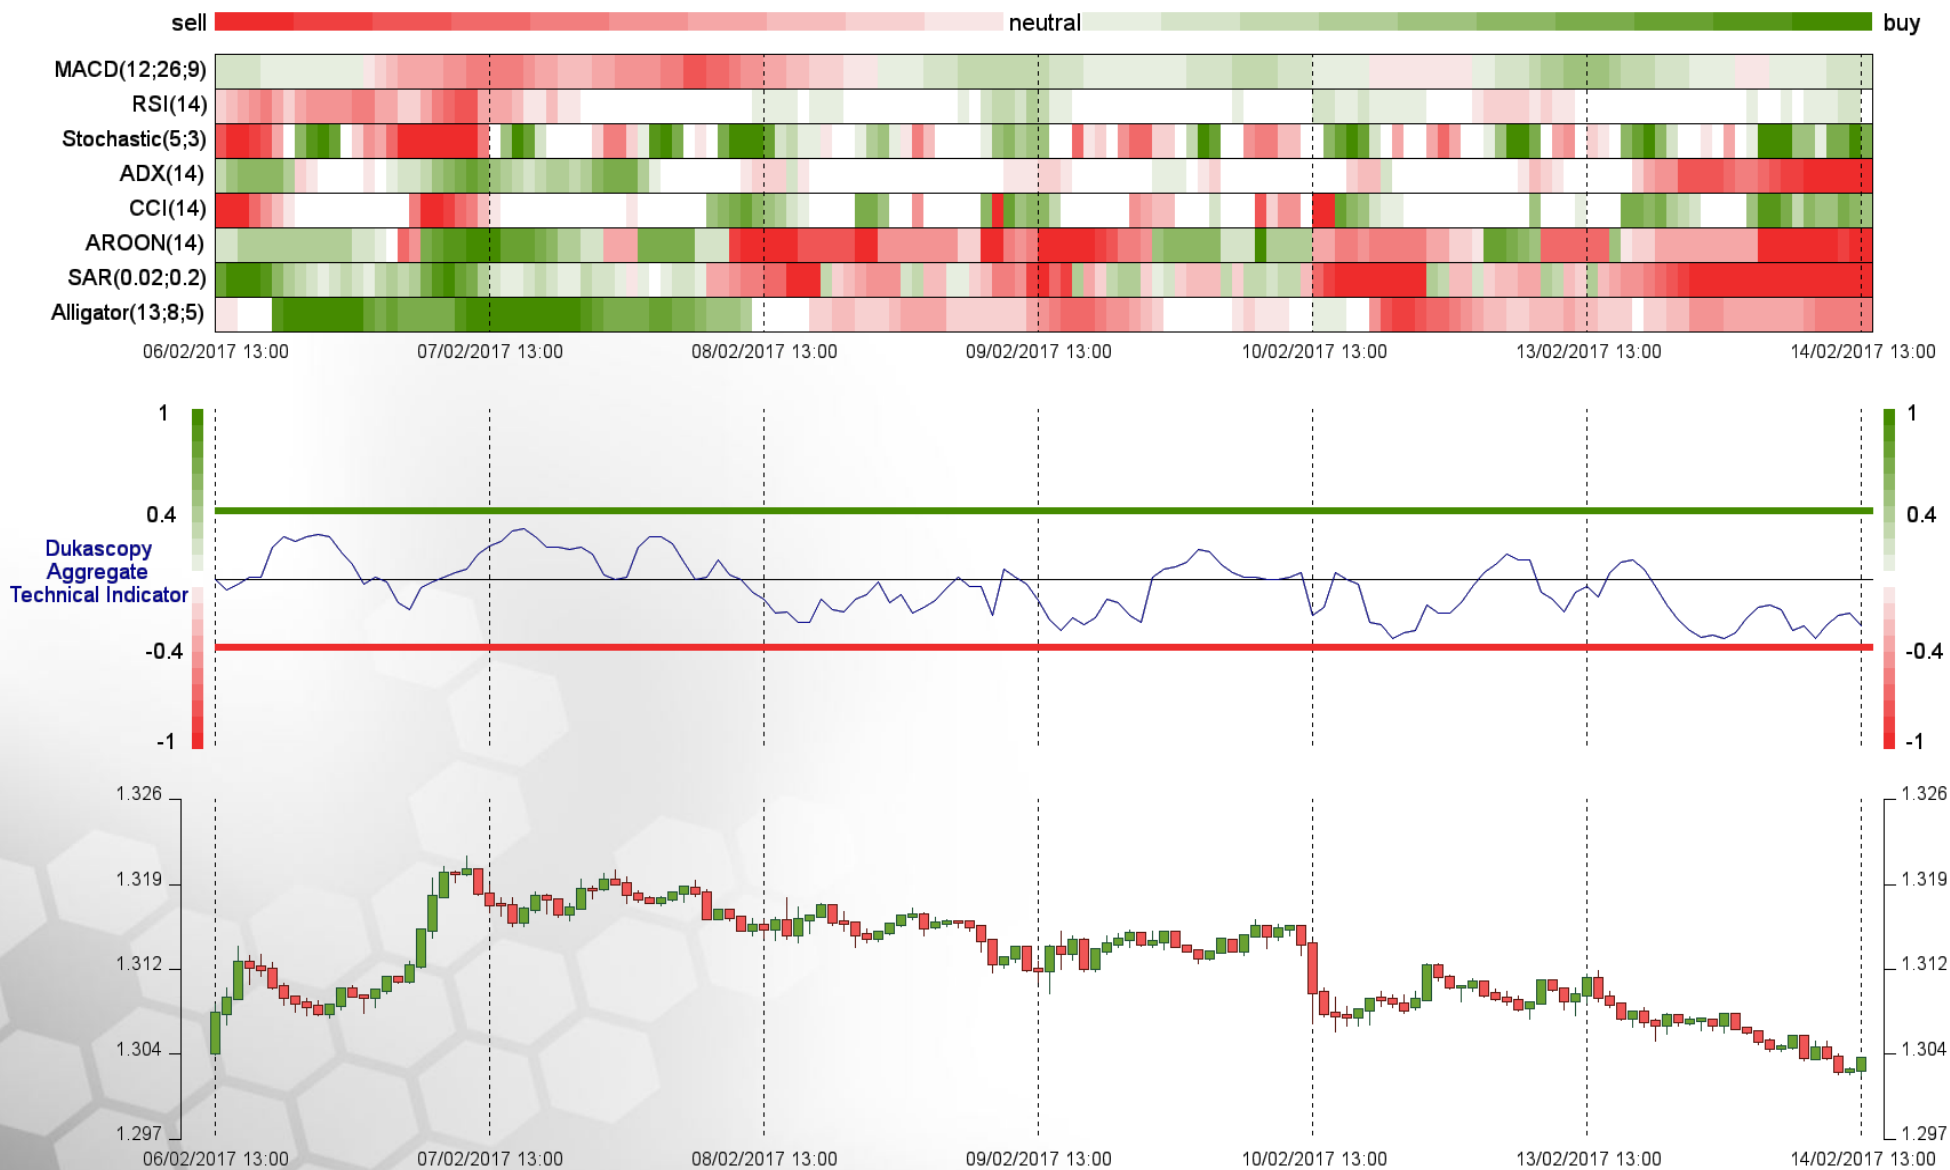 sell neutral buy
MACD(12;26;9)
RSI(14)
Stochastic(5;3)
ADX(14)
CCI(14)
AROON(14)
SAR(0.02;0.2)
Alligator(13;8;5)
06/02/2017 13:00 07/02/2017 13:00 08/02/2017 13:00 09/02/2017 13:00 10/02/2017 13:00 13/02/2017 13:00 14/02/2017 13:00
1 1
0.4 0.4
Dukascopy
Aggregate
Technical Indicator
-0.4 -0.4
-1 -1
1.326 1.326
1.319 1.319
1.312 1.312
1.304 1.304
1.297 1.297
06/02/2017 13:00 07/02/2017 13:00 08/02/2017 13:00 09/02/2017 13:00 10/02/2017 13:00 13/02/2017 13:00 14/02/2017 13:00